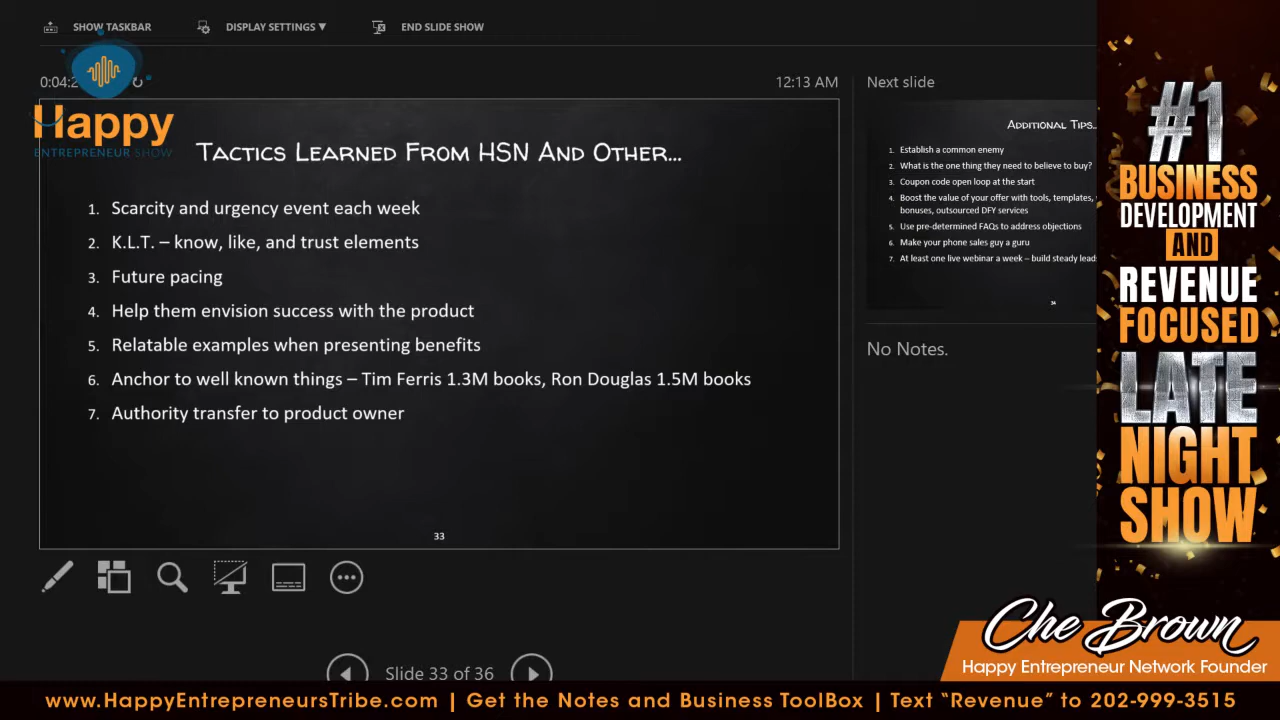 SHOW TASKBAR
DISPLAY SETTINGS ▼
END SLIDE SHOW
12:13 AM
Happy
ENTREPRENEUR SHOW
Tactics Learned From HSN And Other...
1. Scarcity and urgency event each week
2. K.L.T. – know, like, and trust elements
3. Future pacing
4. Help them envision success with the product
5. Relatable examples when presenting benefits
6. Anchor to well known things – Tim Ferris 1.3M books, Ron Douglas 1.5M books
7. Authority transfer to product owner
33
Slide 33 of 36
Next slide
Additional Tips...
1. Establish a common enemy
2. What is the one thing they need to believe to buy?
3. Coupon code open loop at the start
4. Boost the value of your offer with tools, templates,
bonuses, outsourced DFY services
5. Use pre-determined FAQs to address objections
6. Make your phone sales guy a guru
7. At least one live webinar a week – build steady
34
No Notes.
#1
BUSINESS
DEVELOPMENT
AND
REVENUE
FOCUSED
LATE
NIGHT
SHOW
Che Brown
Happy Entrepreneur Network Founder
www.HappyEntrepreneursTribe.com | Get the Notes and Business ToolBox | Text “Revenue” to 202-999-3515